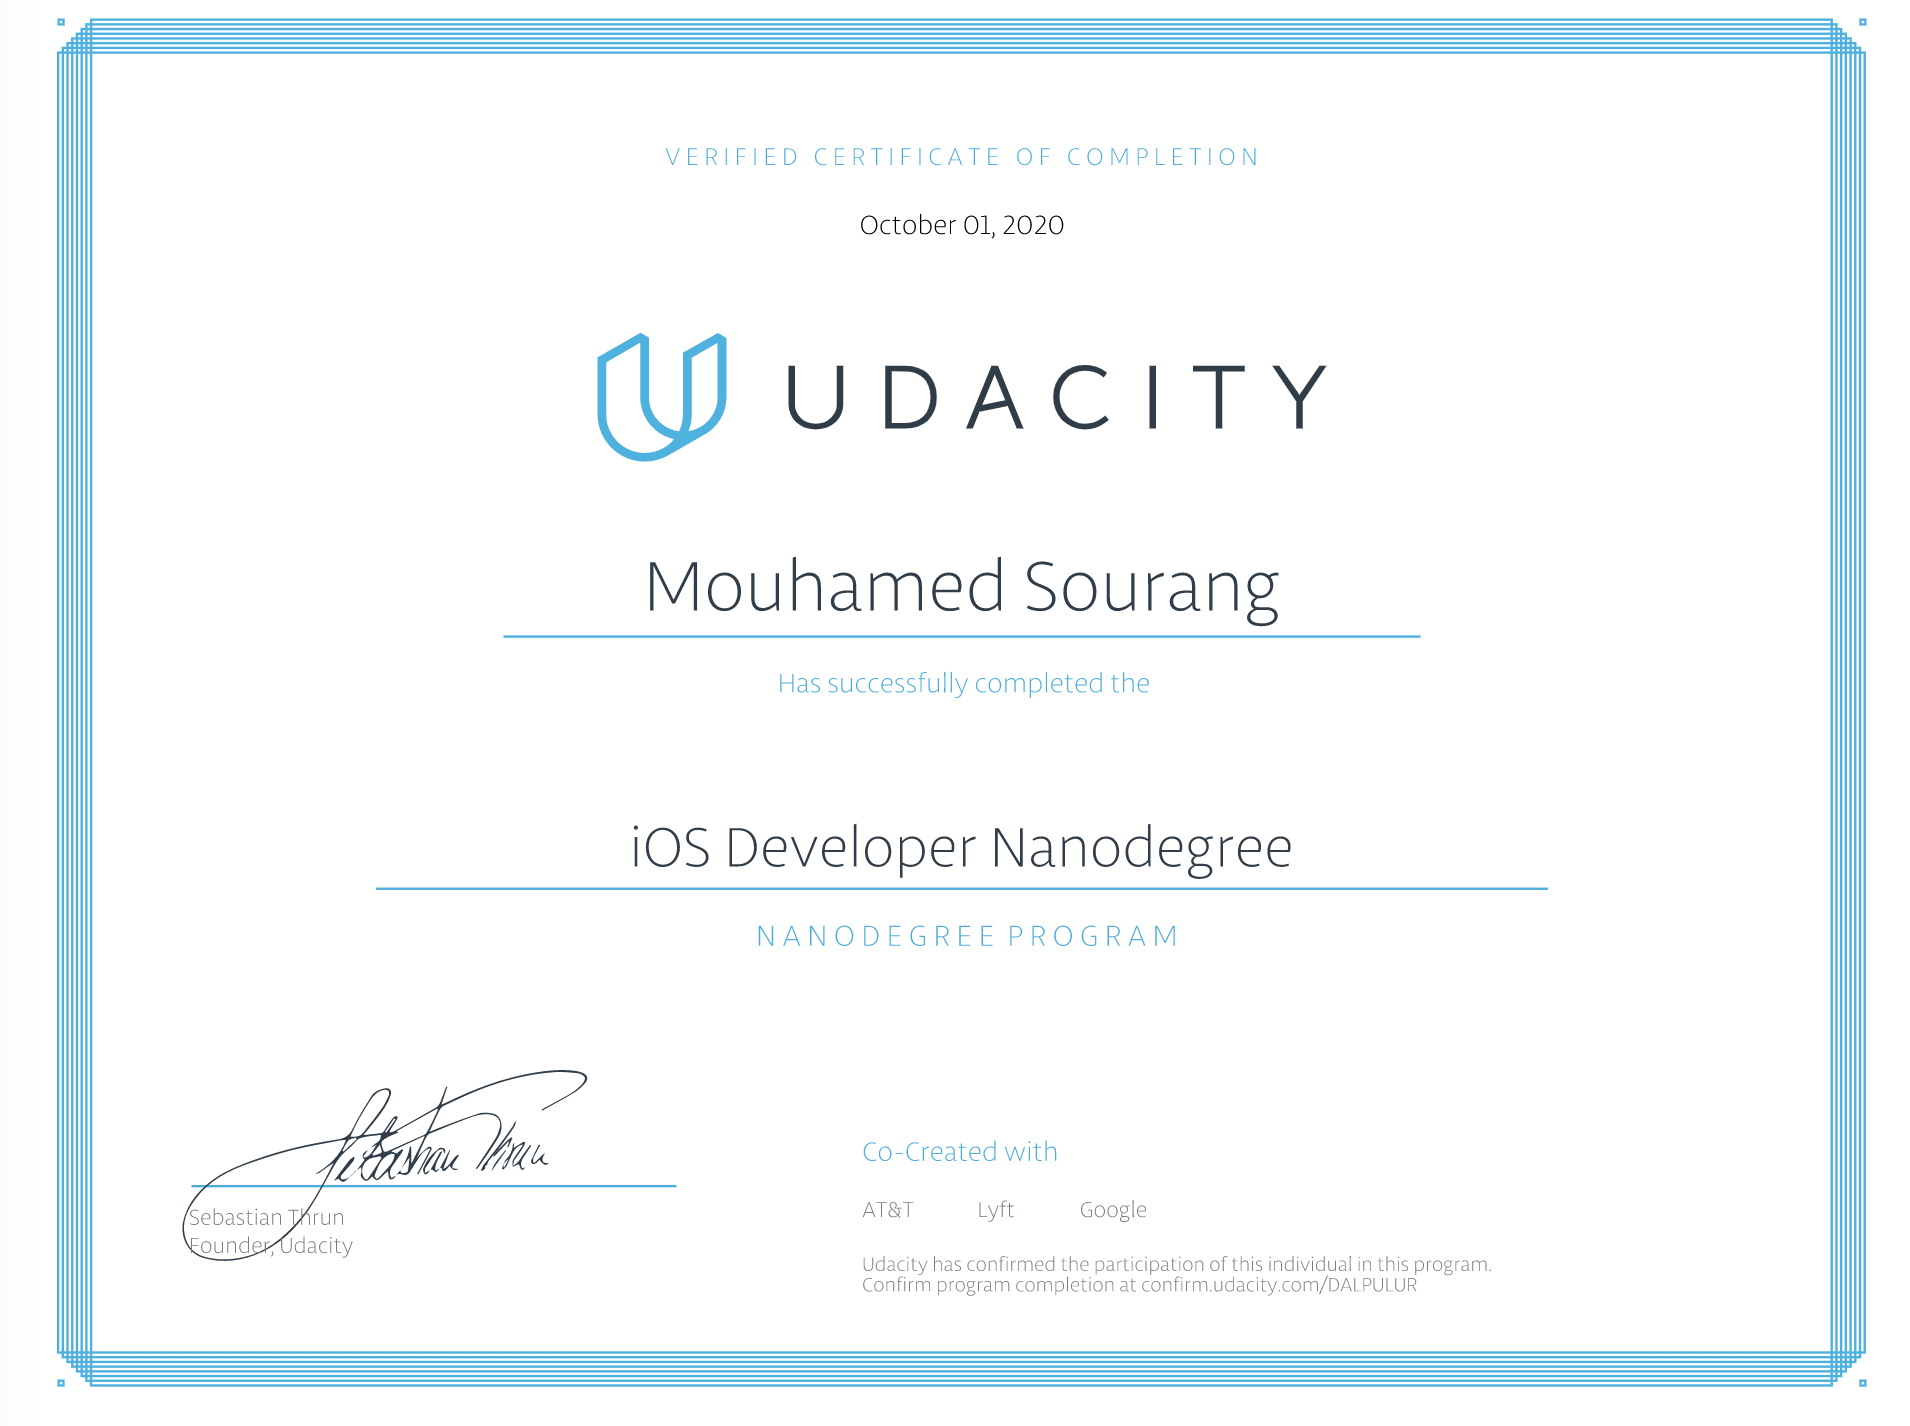 VERIFIED CERTIFICATE OF COMPLETION
October 01, 2020
UDACITY
Mouhamed Sourang
Has successfully completed the
iOS Developer Nanodegree
NANODEGREE PROGRAM
Sebastian Thrun
Sebastian Thrun
Founder, Udacity
Co-Created with
AT&T Lyft Google
Udacity has confirmed the participation of this individual in this program.
Confirm program completion at confirm.udacity.com/DALPULUR